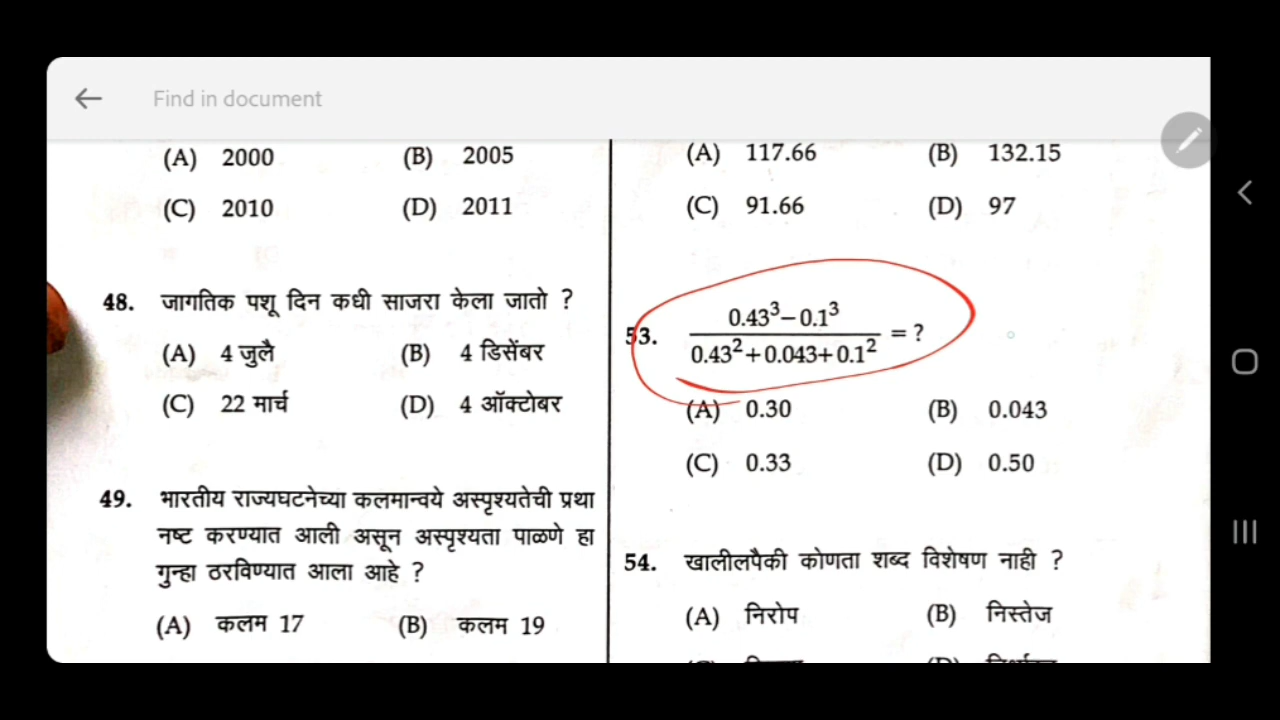 Find in document
(A) 2000 (B) 2005
(C) 2010 (D) 2011
48. जागतिक पशू दिन कधी साजरा केला जातो ?
(A) 4 जुलै (B) 4 डिसेंबर
(C) 22 मार्च (D) 4 ऑक्टोबर
49. भारतीय राज्यघटनेच्या कलमान्वये अस्पृश्यतेची प्रथा
नष्ट करण्यात आली असून अस्पृश्यता पाळणे हा
गुन्हा ठरविण्यात आला आहे ?
(A) कलम 17 (B) कलम 19
(A) 117.66 (B) 132.15
(C) 91.66 (D) 97
53. 0.43³ – 0.1³
0.43² + 0.043 + 0.1² = ?
(A) 0.30 (B) 0.043
(C) 0.33 (D) 0.50
54. खालीलपैकी कोणता शब्द विशेषण नाही ?
(A) निरोप (B) निस्तेज